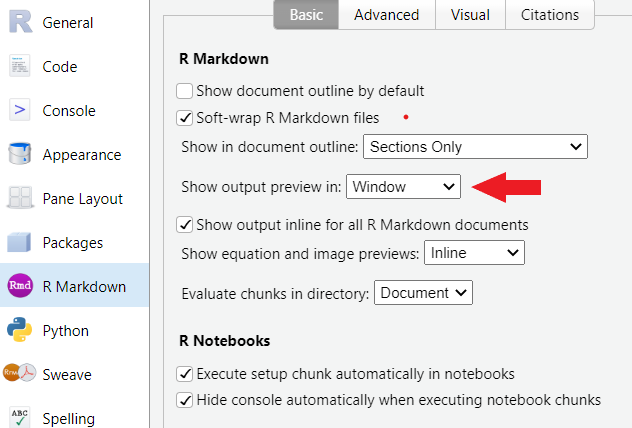 Basic
Advanced
Visual
Citations
R General
Code
Console
Appearance
Pane Layout
Packages
Rmd R Markdown
Python
Rnw Sweave
ABC Spelling
R Markdown
Show document outline by default
Soft-wrap R Markdown files
Show in document outline: Sections Only
Show output preview in: Window
Show output inline for all R Markdown documents
Show equation and image previews: Inline
Evaluate chunks in directory: Document
R Notebooks
Execute setup chunk automatically in notebooks
Hide console automatically when executing notebook chunks